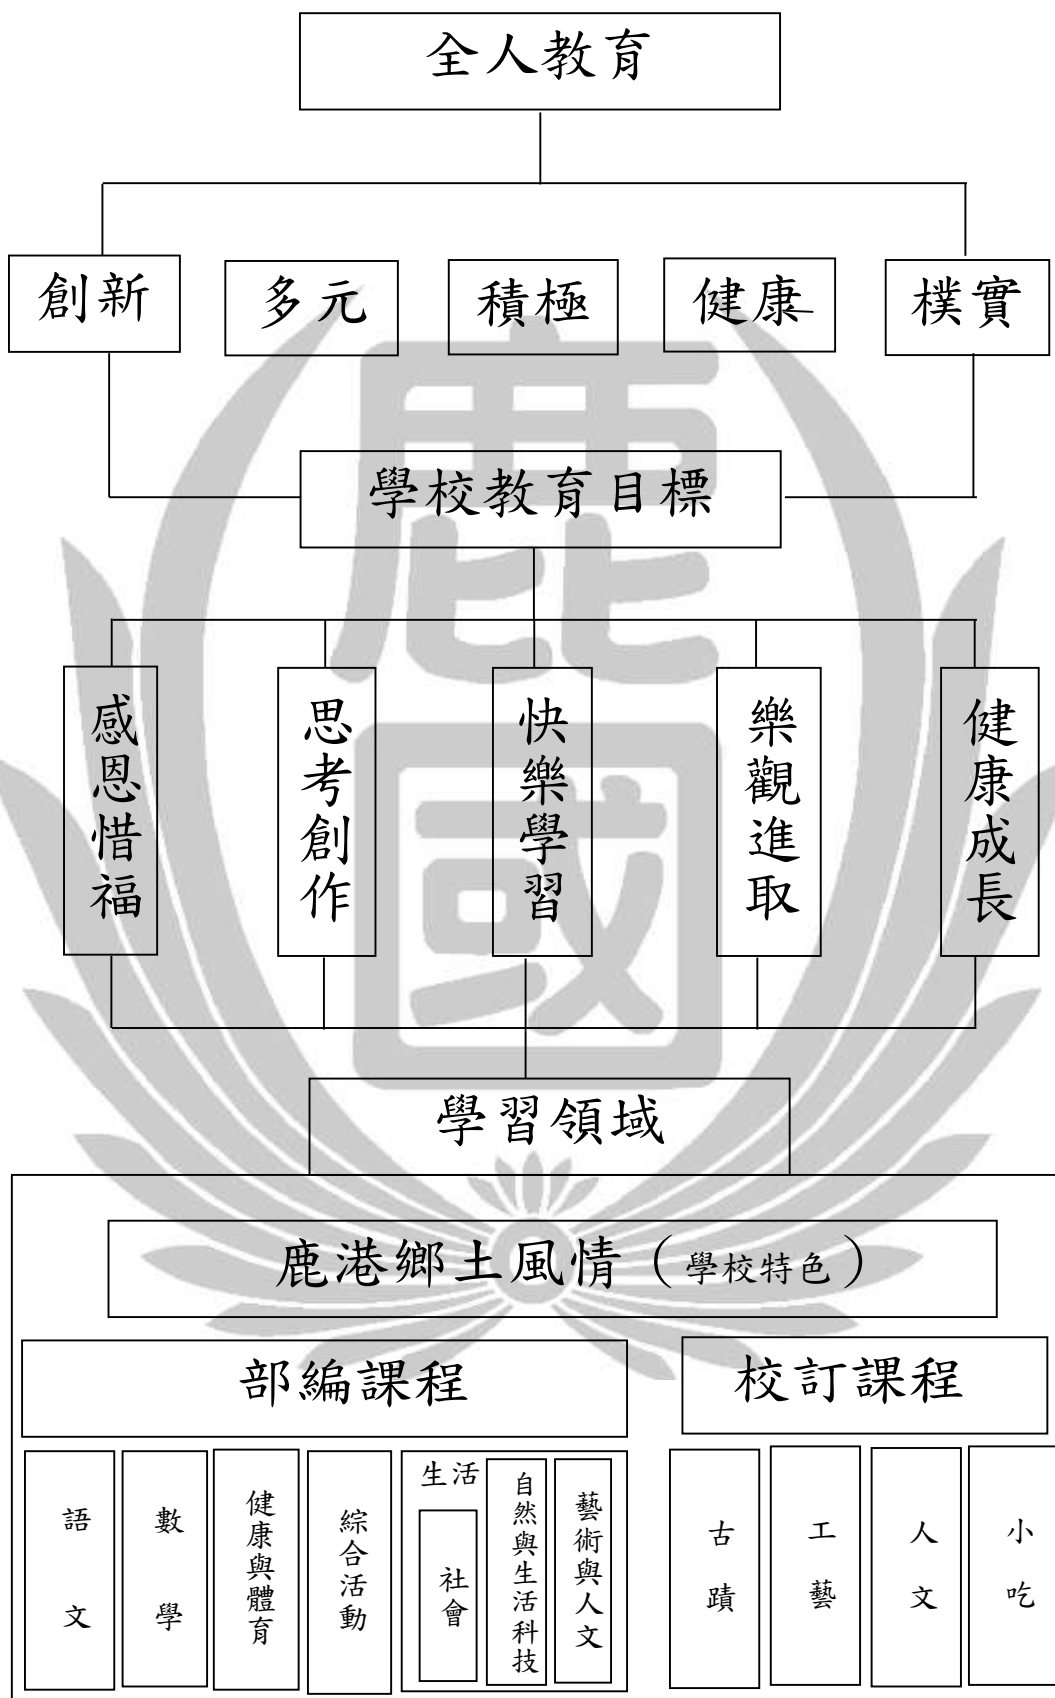 全人教育
創新
多元
積極
健康
樸實
學校教育目標
感恩惜福
思考創作
快樂學習
樂觀進取
健康成長
學習領域
鹿港鄉土風情（學校特色）
部編課程
校訂課程
語文
數學
健康與體育
綜合活動
生活
社會
自然與生活科技
藝術與人文
古蹟
工藝
人文
小吃
鹿
國